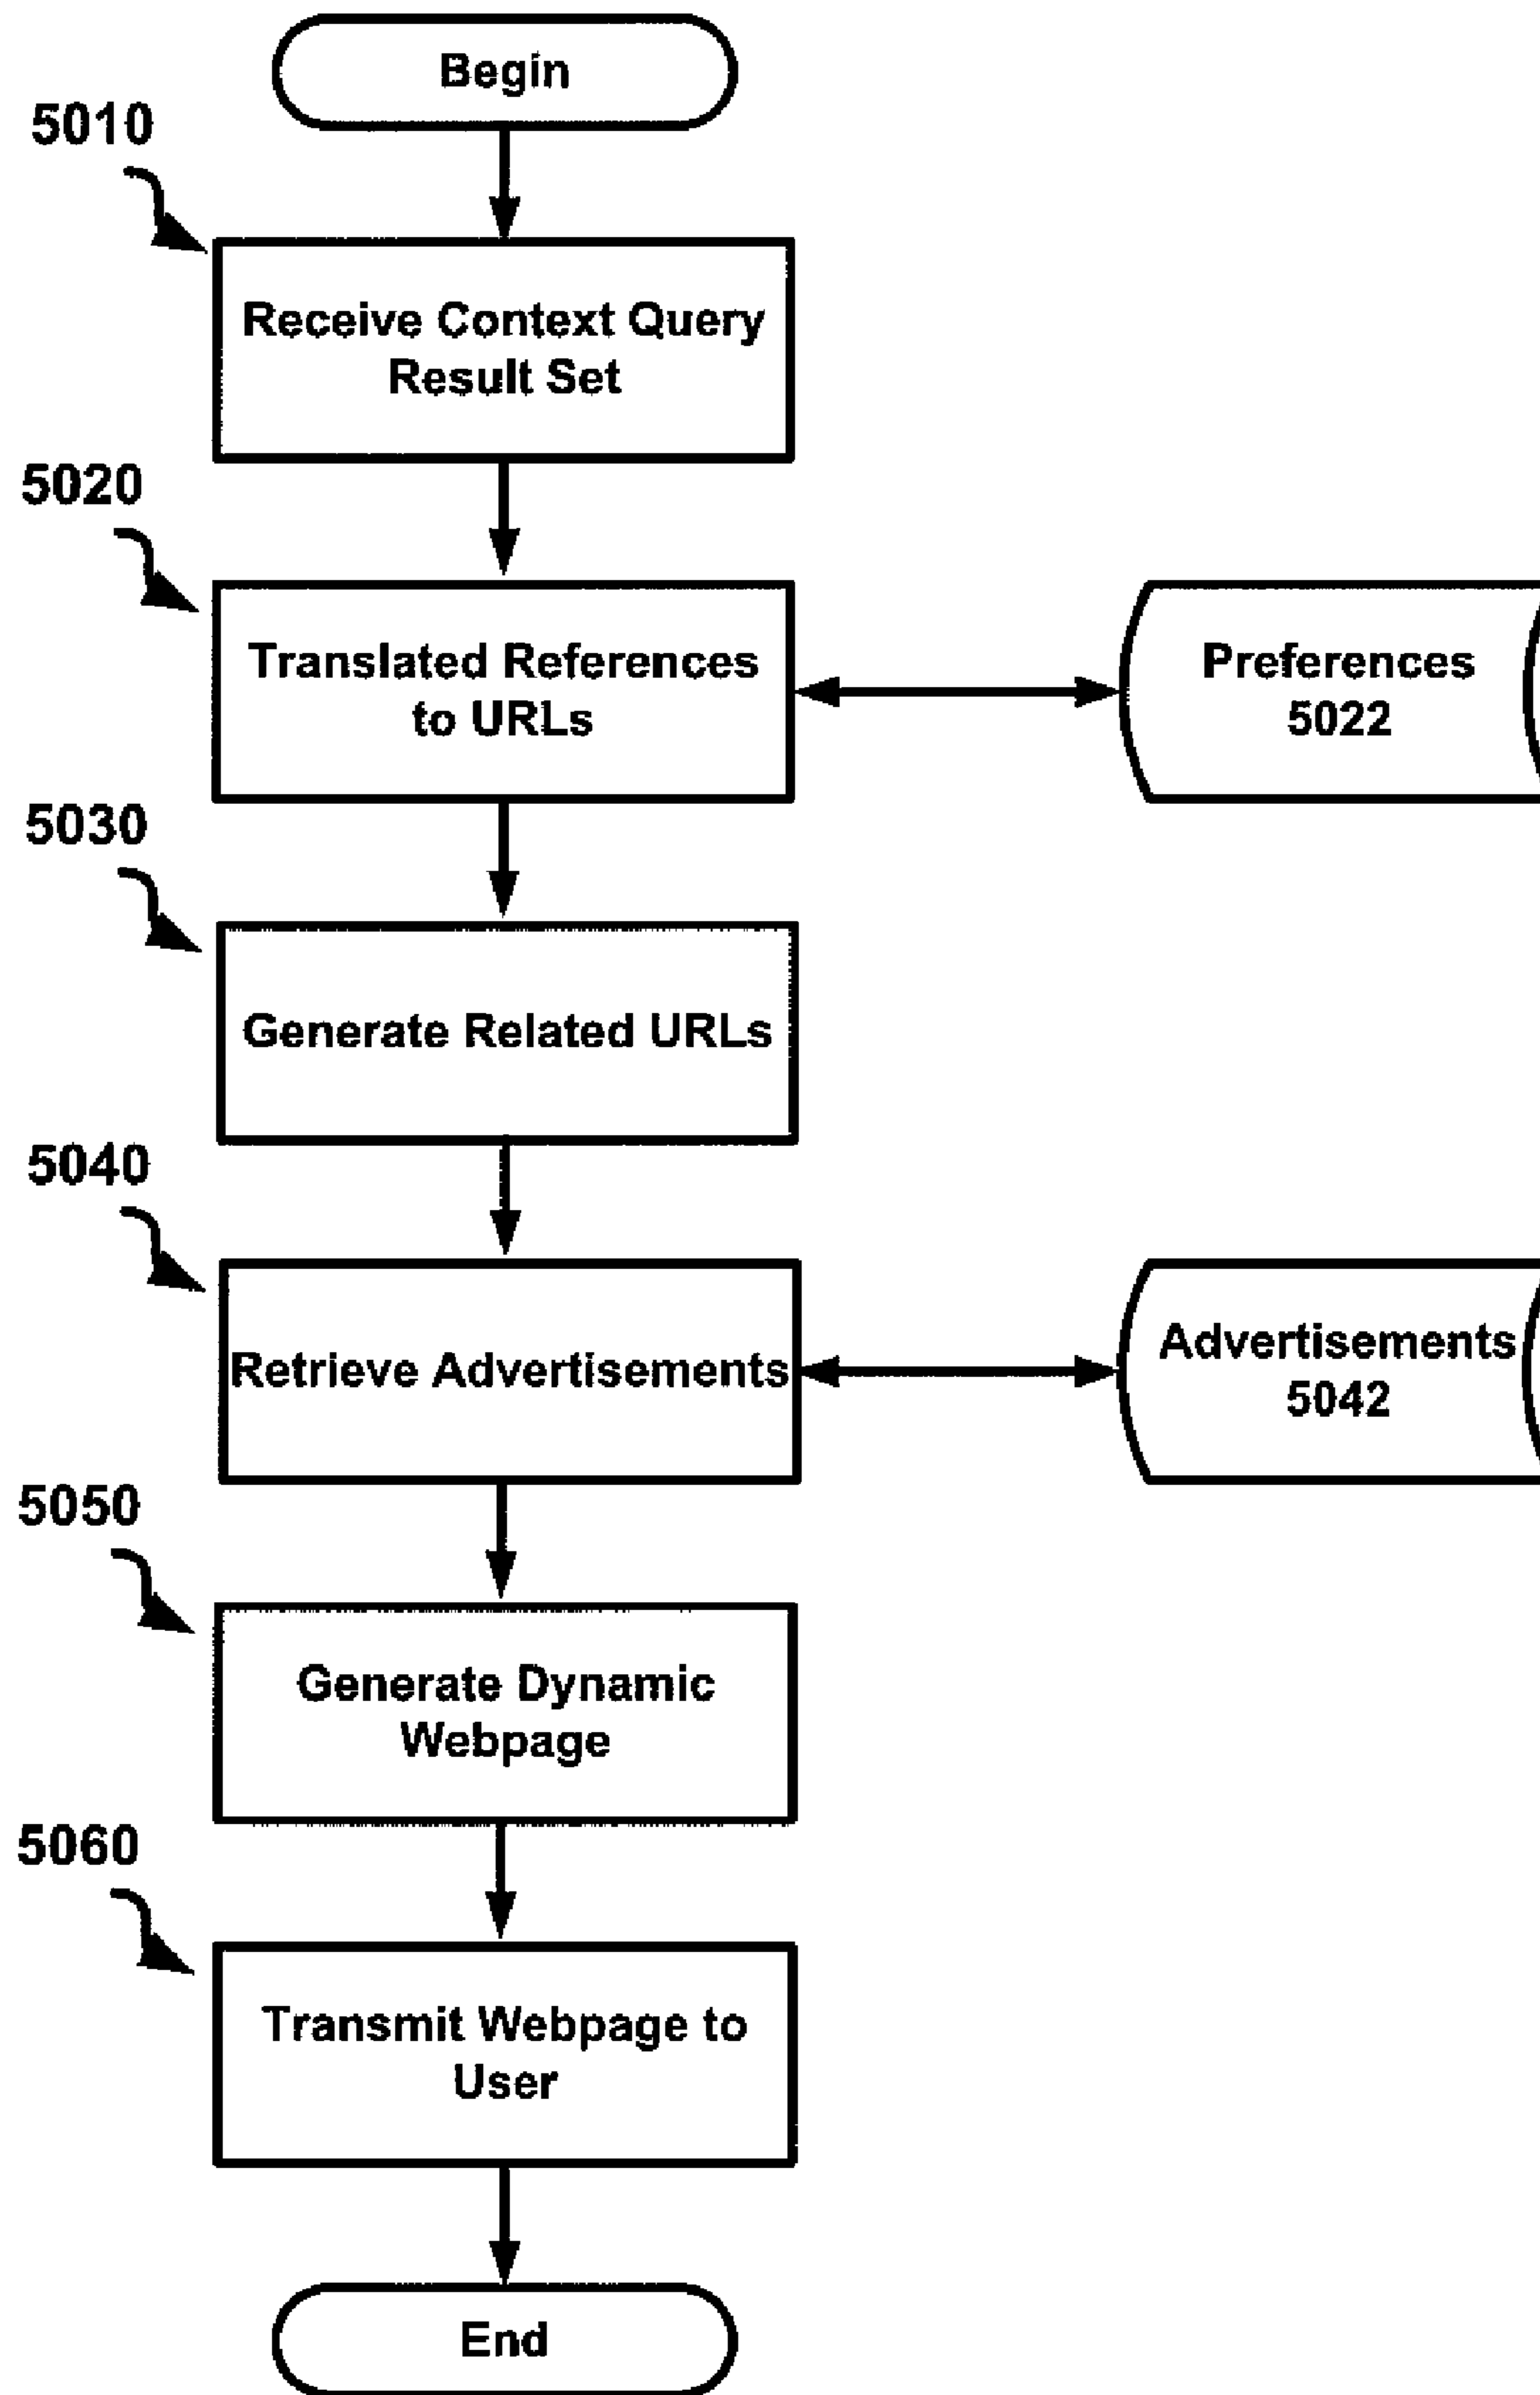 Begin
5010
Receive Context Query
Result Set
5020
Translated References
to URLs
Preferences
5022
5030
Generate Related URLs
5040
Retrieve Advertisements
Advertisements
5042
5050
Generate Dynamic
Webpage
5060
Transmit Webpage to
User
End